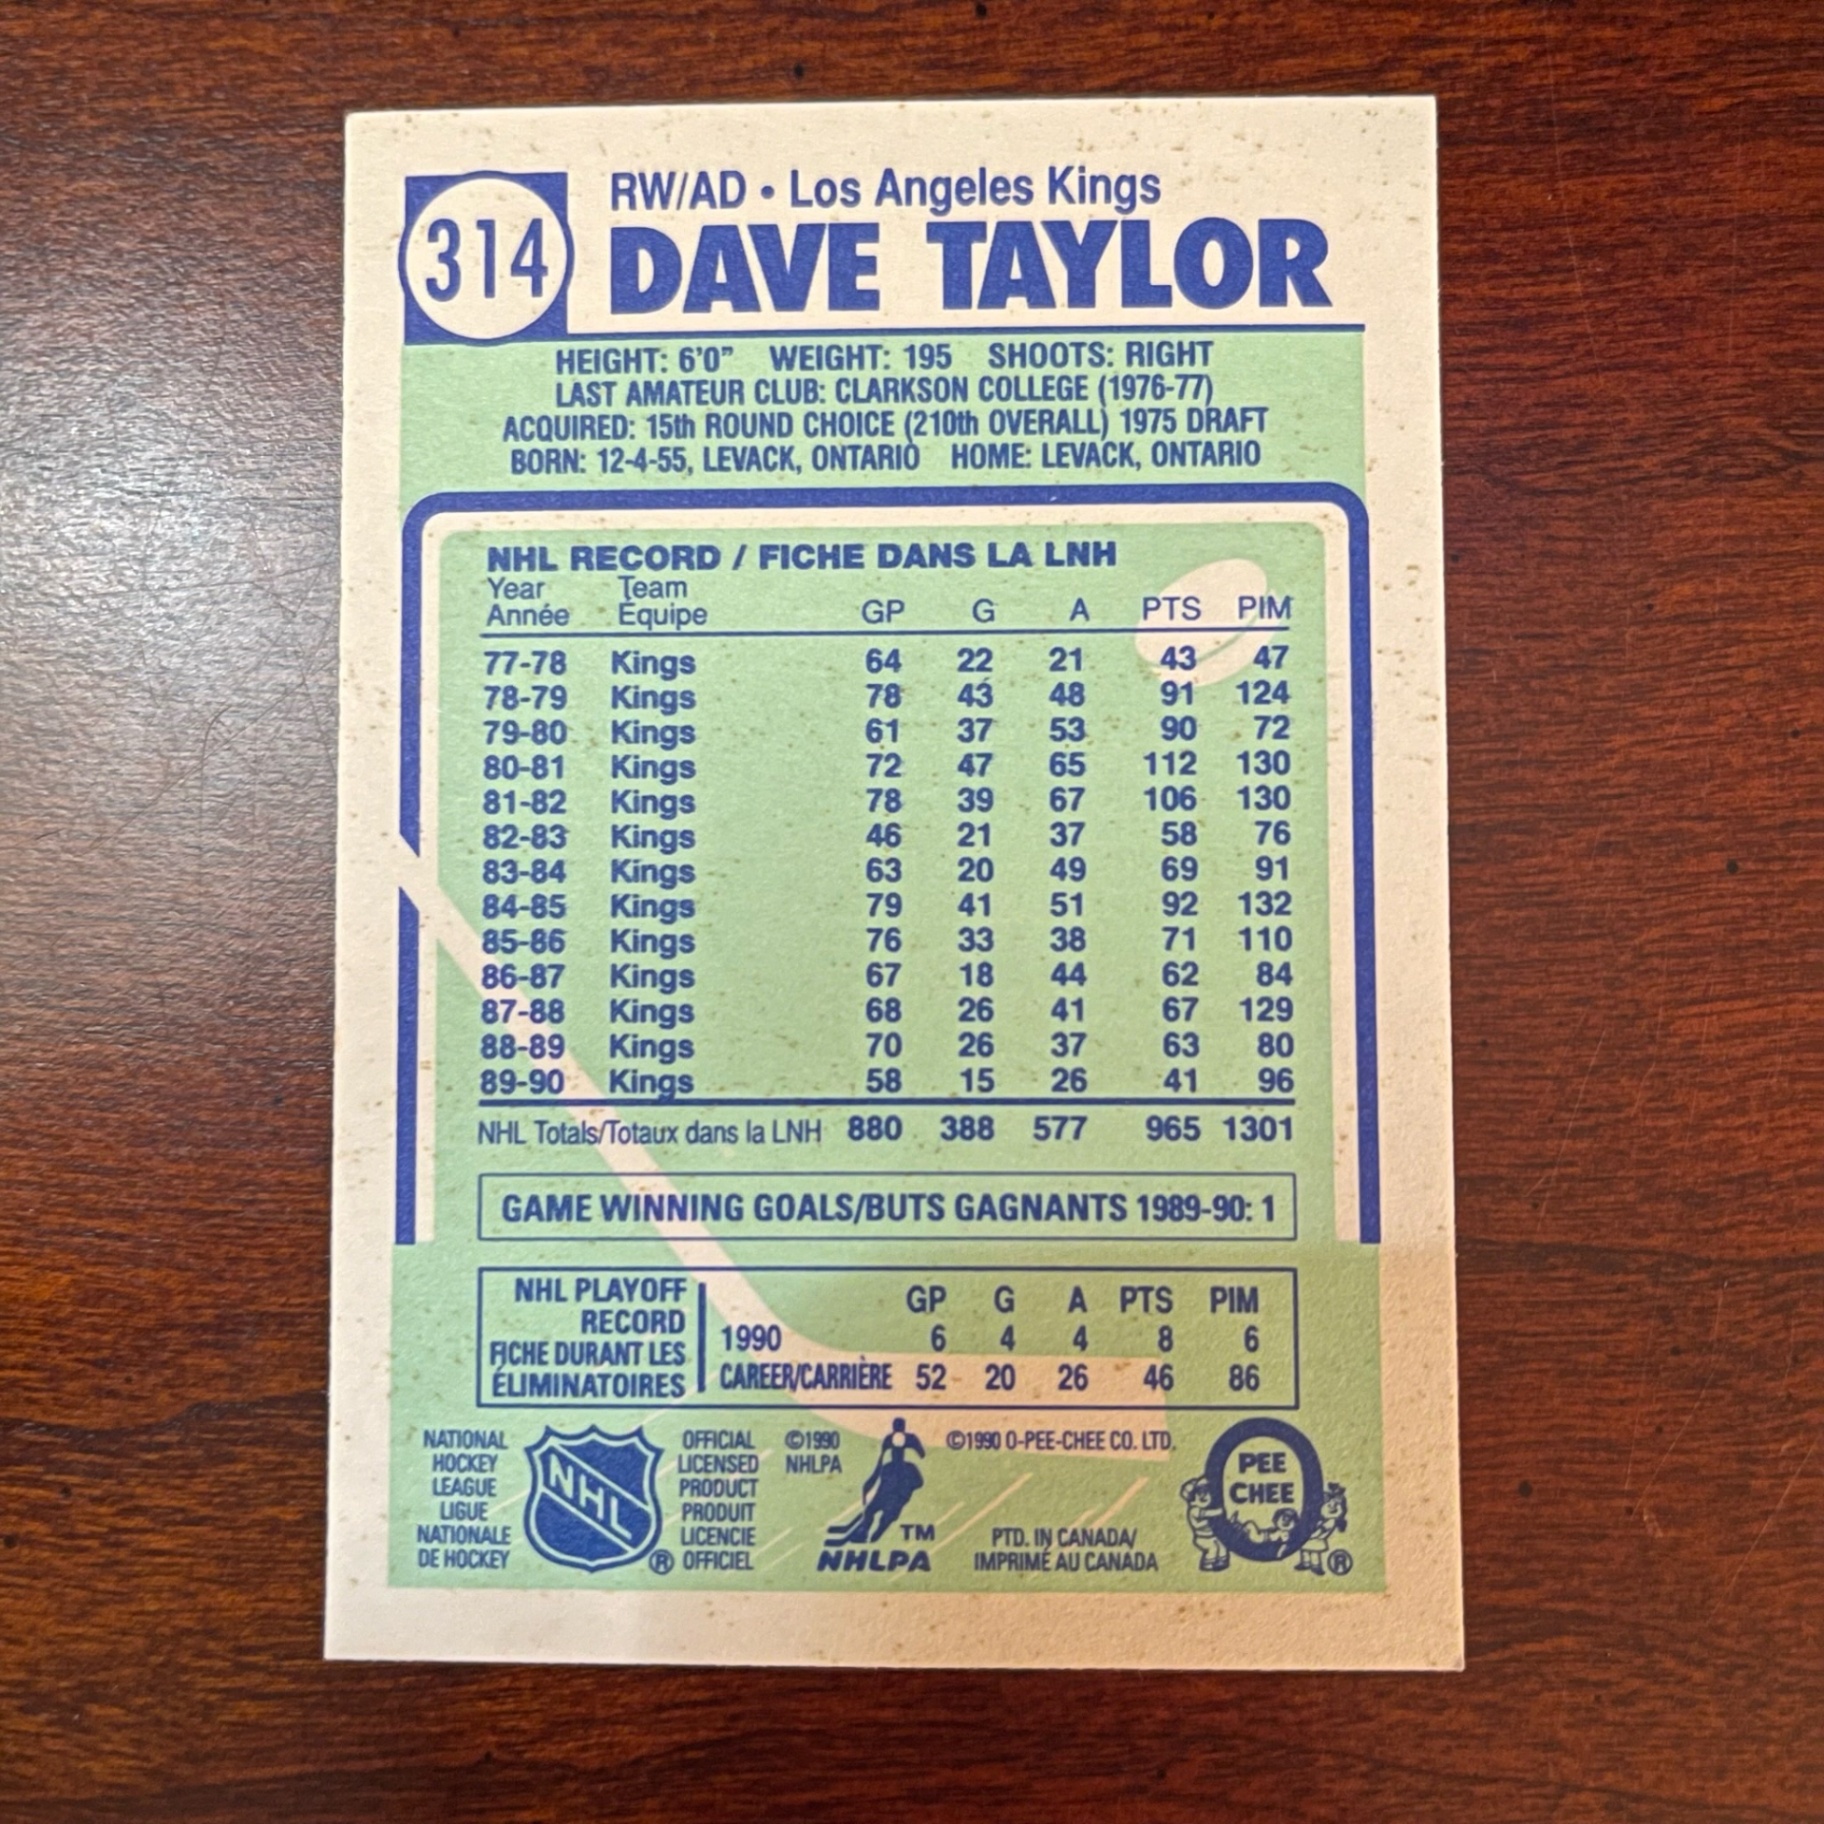 314
RW/AD • Los Angeles Kings
DAVE TAYLOR
HEIGHT: 6'0" WEIGHT: 195 SHOOTS: RIGHT
LAST AMATEUR CLUB: CLARKSON COLLEGE (1976-77)
ACQUIRED: 15th ROUND CHOICE (210th OVERALL) 1975 DRAFT
BORN: 12-4-55, LEVACK, ONTARIO HOME: LEVACK, ONTARIO
NHL RECORD / FICHE DANS LA LNH
Year Team
Année Équipe GP G A PTS PIM
77-78 Kings 64 22 21 43 47
78-79 Kings 78 43 48 91 124
79-80 Kings 61 37 53 90 72
80-81 Kings 72 47 65 112 130
81-82 Kings 78 39 67 106 130
82-83 Kings 46 21 37 58 76
83-84 Kings 63 20 49 69 91
84-85 Kings 79 41 51 92 132
85-86 Kings 76 33 38 71 110
86-87 Kings 67 18 44 62 84
87-88 Kings 68 26 41 67 129
88-89 Kings 70 26 37 63 80
89-90 Kings 58 15 26 41 96
NHL Totals/Totaux dans la LNH 880 388 577 965 1301
GAME WINNING GOALS/BUTS GAGNANTS 1989-90: 1
NHL PLAYOFF
RECORD
FICHE DURANT LES
ÉLIMINATOIRES
GP G A PTS PIM
1990 6 4 4 8 6
CAREER/CARRIÈRE 52 20 26 46 86
NATIONAL
HOCKEY
LEAGUE
LIGUE
NATIONALE
DE HOCKEY
NHL
®
OFFICIAL
LICENSED
PRODUCT
PRODUIT
LICENCIE
OFFICIEL
©1990
NHLPA
TM
NHLPA
©1990 O-PEE-CHEE CO. LTD.
PTD. IN CANADA/
IMPRIMÉ AU CANADA
O
PEE
CHEE
®